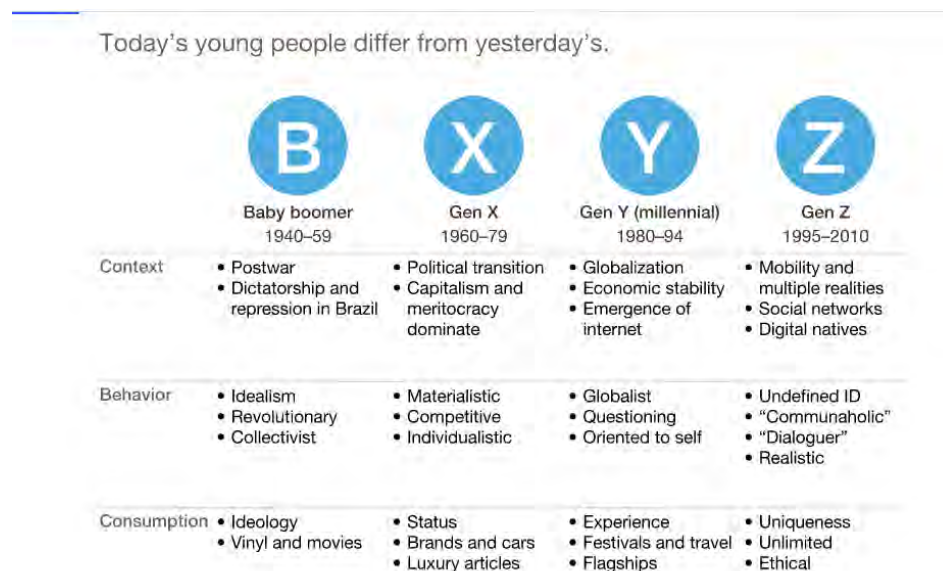 Today's young people differ from yesterday's.
B X Y Z
Baby boomer Gen X Gen Y (millennial) Gen Z
1940–59 1960–79 1980–94 1995–2010
Context
• Postwar
• Dictatorship and
repression in Brazil
• Political transition
• Capitalism and
meritocracy
dominate
• Globalization
• Economic stability
• Emergence of
internet
• Mobility and
multiple realities
• Social networks
• Digital natives
Behavior
• Idealism
• Revolutionary
• Collectivist
• Materialistic
• Competitive
• Individualistic
• Globalist
• Questioning
• Oriented to self
• Undefined ID
• “Communaholic”
• “Dialoguer”
• Realistic
Consumption
• Ideology
• Vinyl and movies
• Status
• Brands and cars
• Luxury articles
• Experience
• Festivals and travel
• Flagships
• Uniqueness
• Unlimited
• Ethical